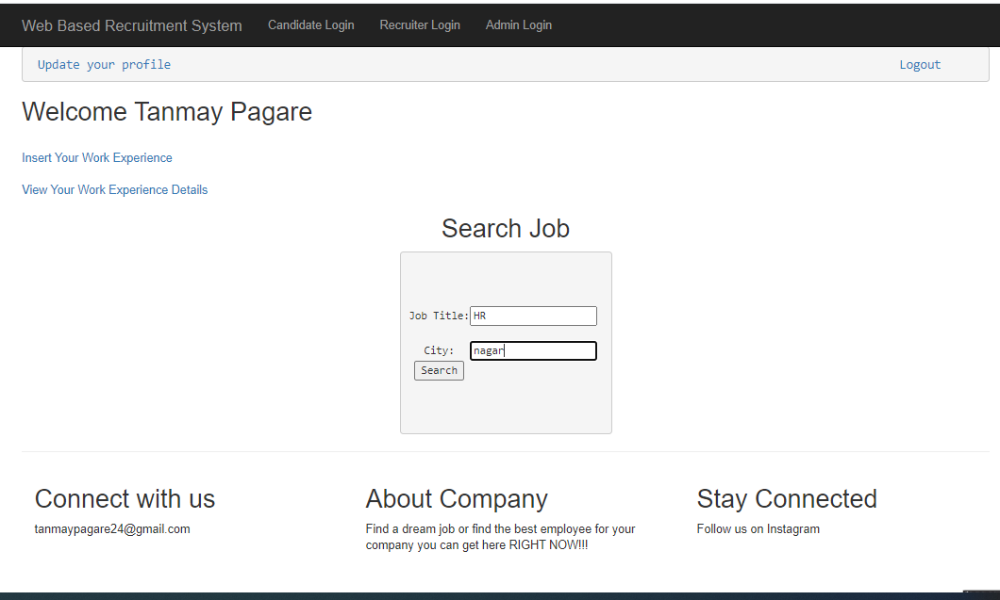 Web Based Recruitment System Candidate Login Recruiter Login Admin Login
Update your profile Logout
Welcome Tanmay Pagare
Insert Your Work Experience
View Your Work Experience Details
Search Job
Job Title: HR
City: nagar
Search
Connect with us
tanmaypagare24@gmail.com
About Company
Find a dream job or find the best employee for your
company you can get here RIGHT NOW!!!
Stay Connected
Follow us on Instagram